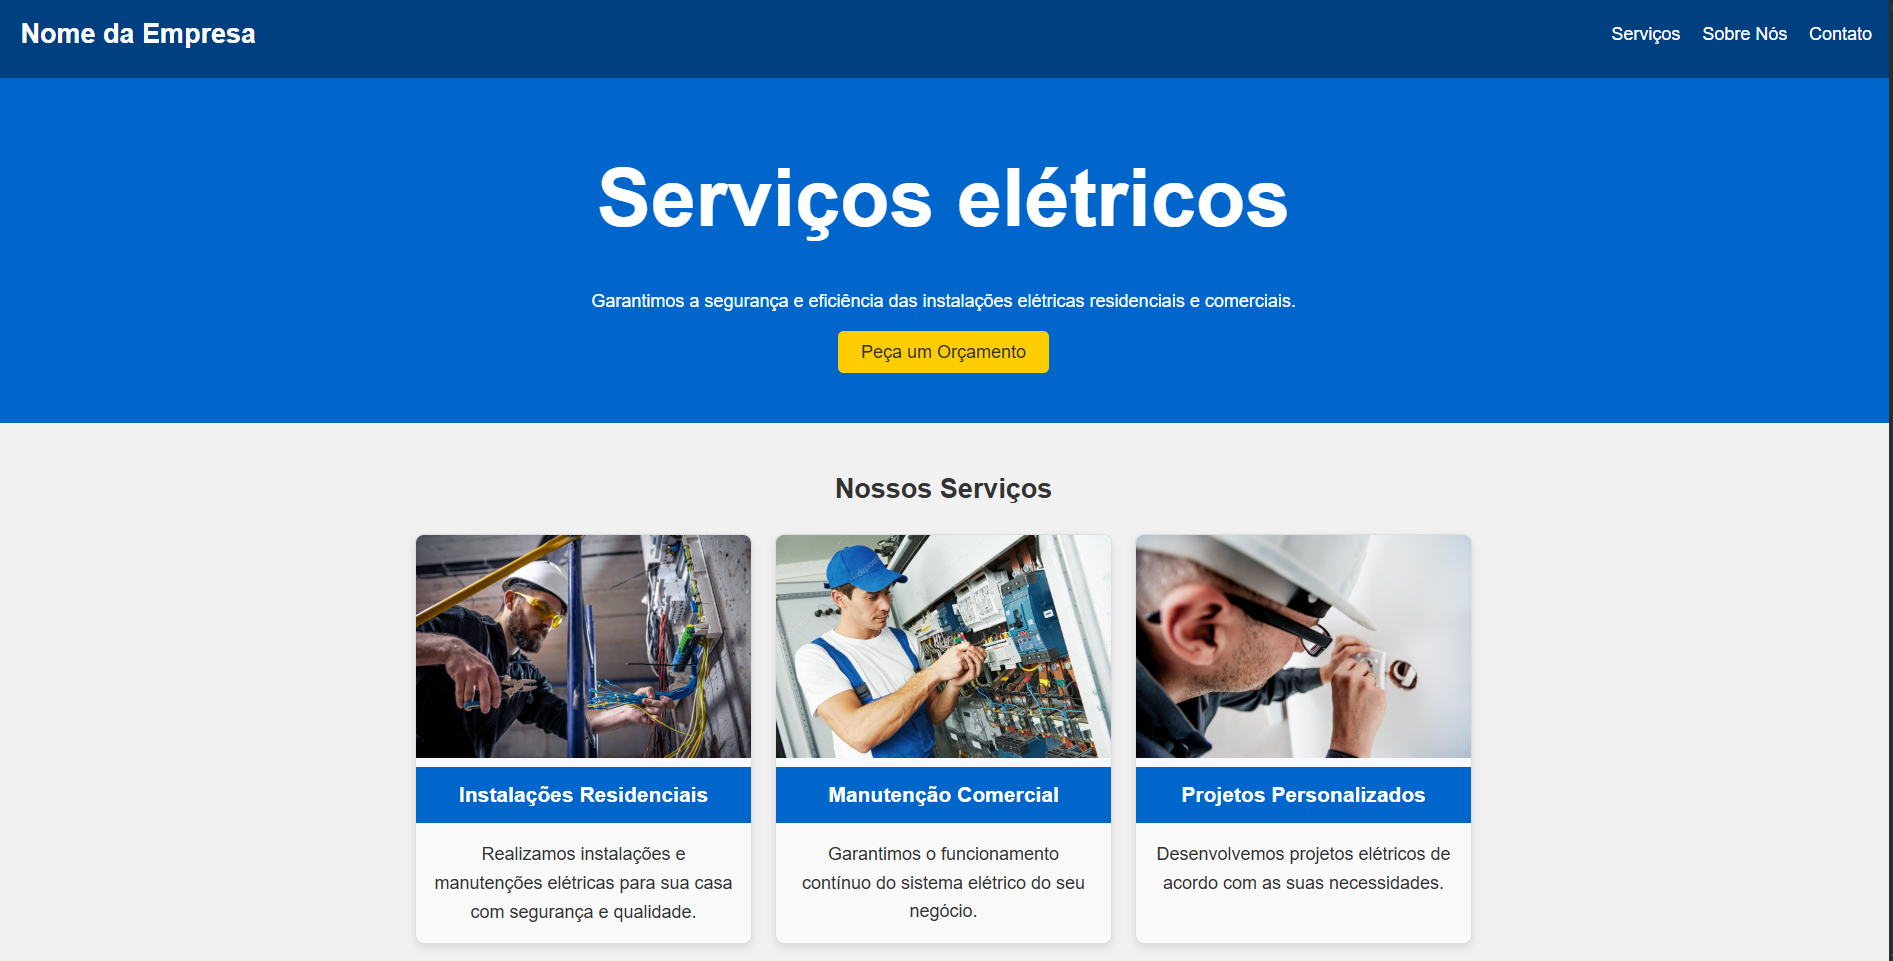 Nome da Empresa
Serviços Sobre Nós Contato
Serviços elétricos
Garantimos a segurança e eficiência das instalações elétricas residenciais e comerciais.
Peça um Orçamento
Nossos Serviços
Instalações Residenciais
Realizamos instalações e
manutenções elétricas para sua casa
com segurança e qualidade.
Manutenção Comercial
Garantimos o funcionamento
contínuo do sistema elétrico do seu
negócio.
Projetos Personalizados
Desenvolvemos projetos elétricos de
acordo com as suas necessidades.